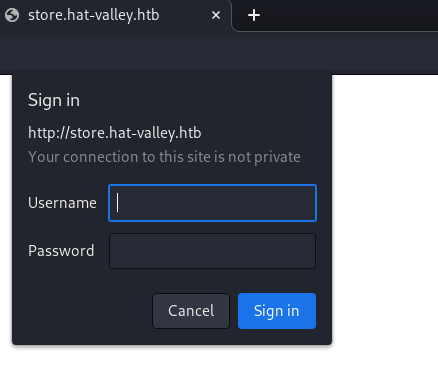 store.hat-valley.htb
Sign in
http://store.hat-valley.htb
Your connection to this site is not private
Username
Password
Cancel Sign in